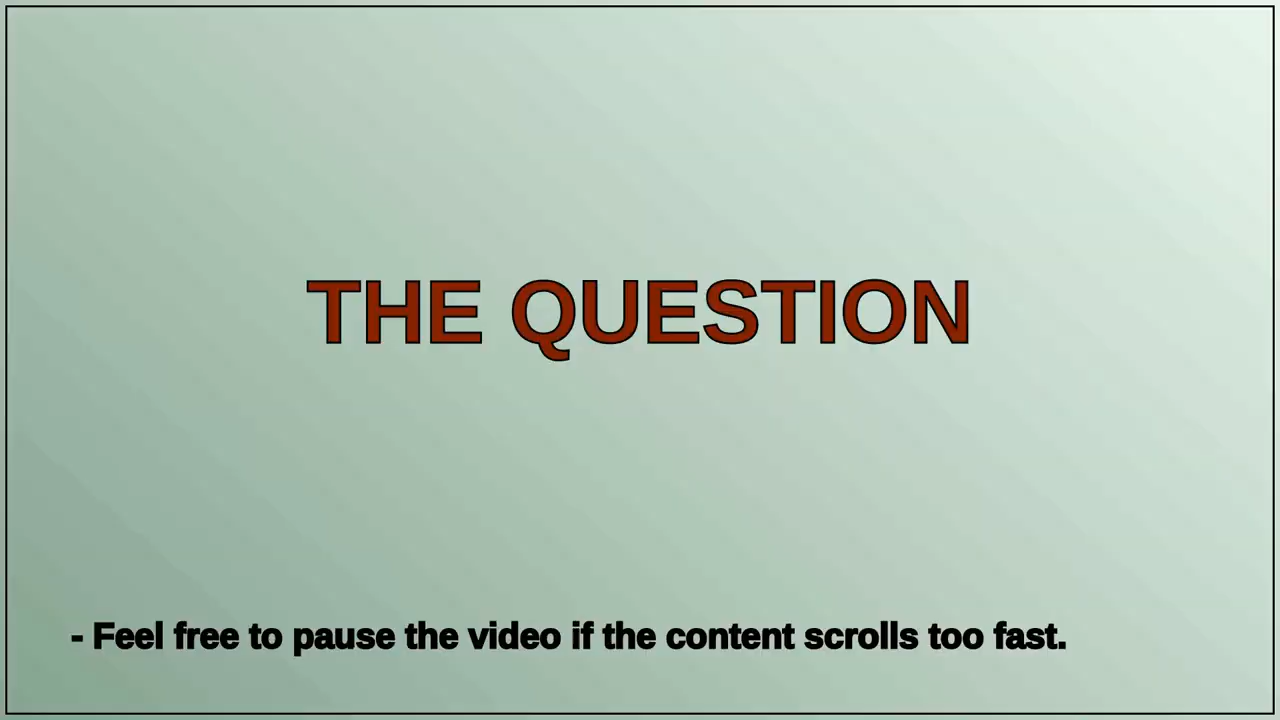 THE QUESTION
- Feel free to pause the video if the content scrolls too fast.